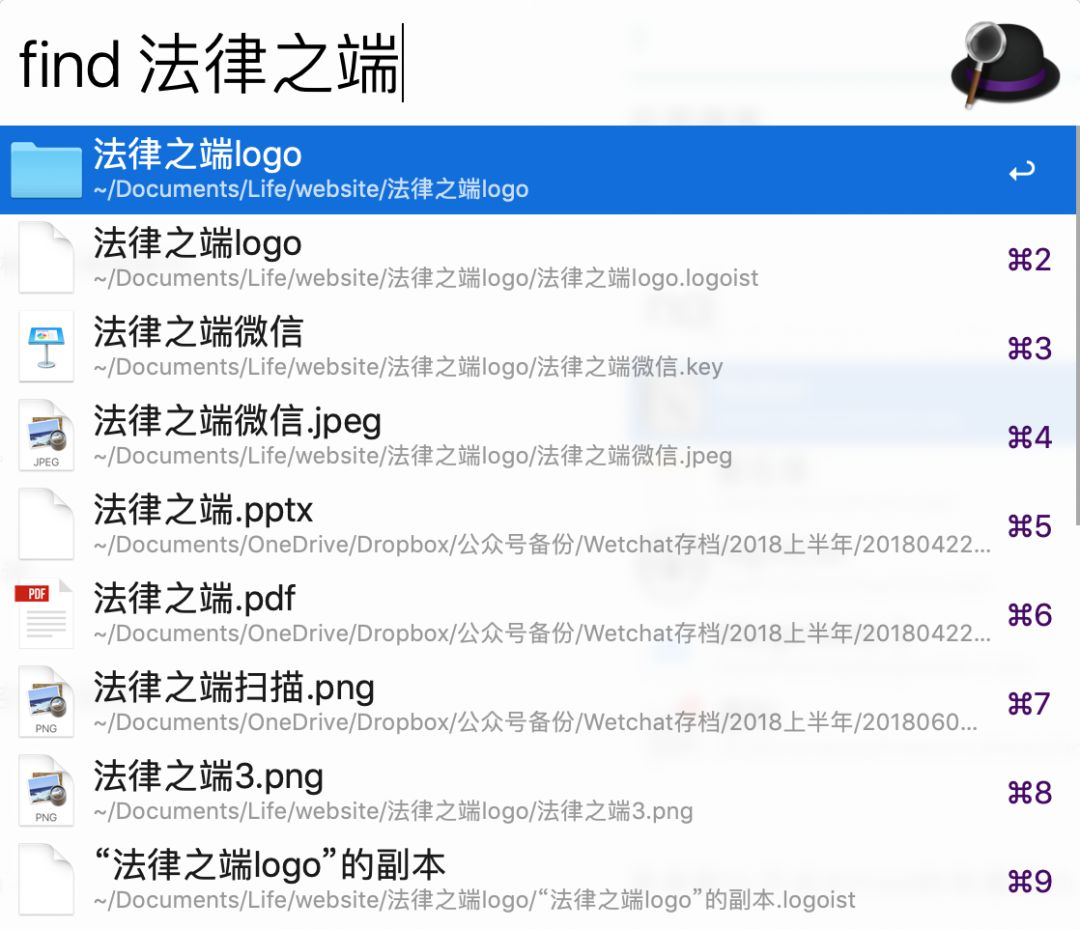 find 法律之端
法律之端logo
~/Documents/Life/website/法律之端logo
法律之端logo
~/Documents/Life/website/法律之端logo/法律之端logo.logoist
⌘2
法律之端微信
~/Documents/Life/website/法律之端logo/法律之端微信.key
⌘3
JPEG
法律之端微信.jpeg
~/Documents/Life/website/法律之端logo/法律之端微信.jpeg
⌘4
法律之端.pptx
~/Documents/OneDrive/Dropbox/公众号备份/Wetchat存档/2018上半年/20180422...
⌘5
PDF
法律之端.pdf
~/Documents/OneDrive/Dropbox/公众号备份/Wetchat存档/2018上半年/20180422...
⌘6
PNG
法律之端扫描.png
~/Documents/OneDrive/Dropbox/公众号备份/Wetchat存档/2018上半年/2018060...
⌘7
PNG
法律之端3.png
~/Documents/Life/website/法律之端logo/法律之端3.png
⌘8
“法律之端logo”的副本
~/Documents/Life/website/法律之端logo/“法律之端logo”的副本.logoist
⌘9